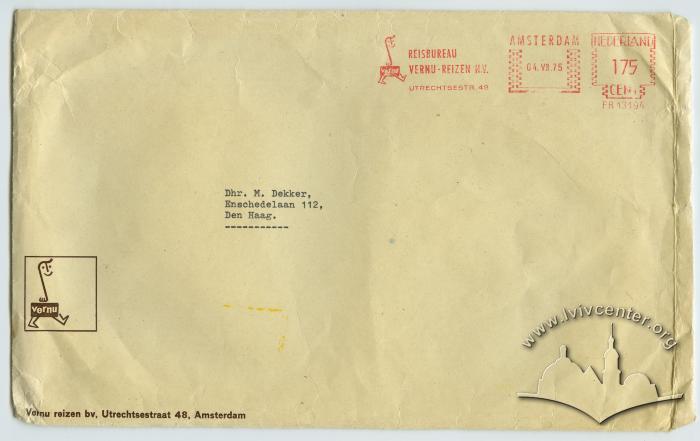 REISBUREAU
VERNU-REIZEN N.V.
UTRECHTSESTR. 48
vernu
AMSTERDAM
04.VII.75
NEDERLAND
175
CENT
FR 13194
Dhr. M. Dekker,
Enschedelaan 112,
Den Haag.
vernu
Vernu reizen bv, Utrechtsestraat 48, Amsterdam
www.lvivcenter.org